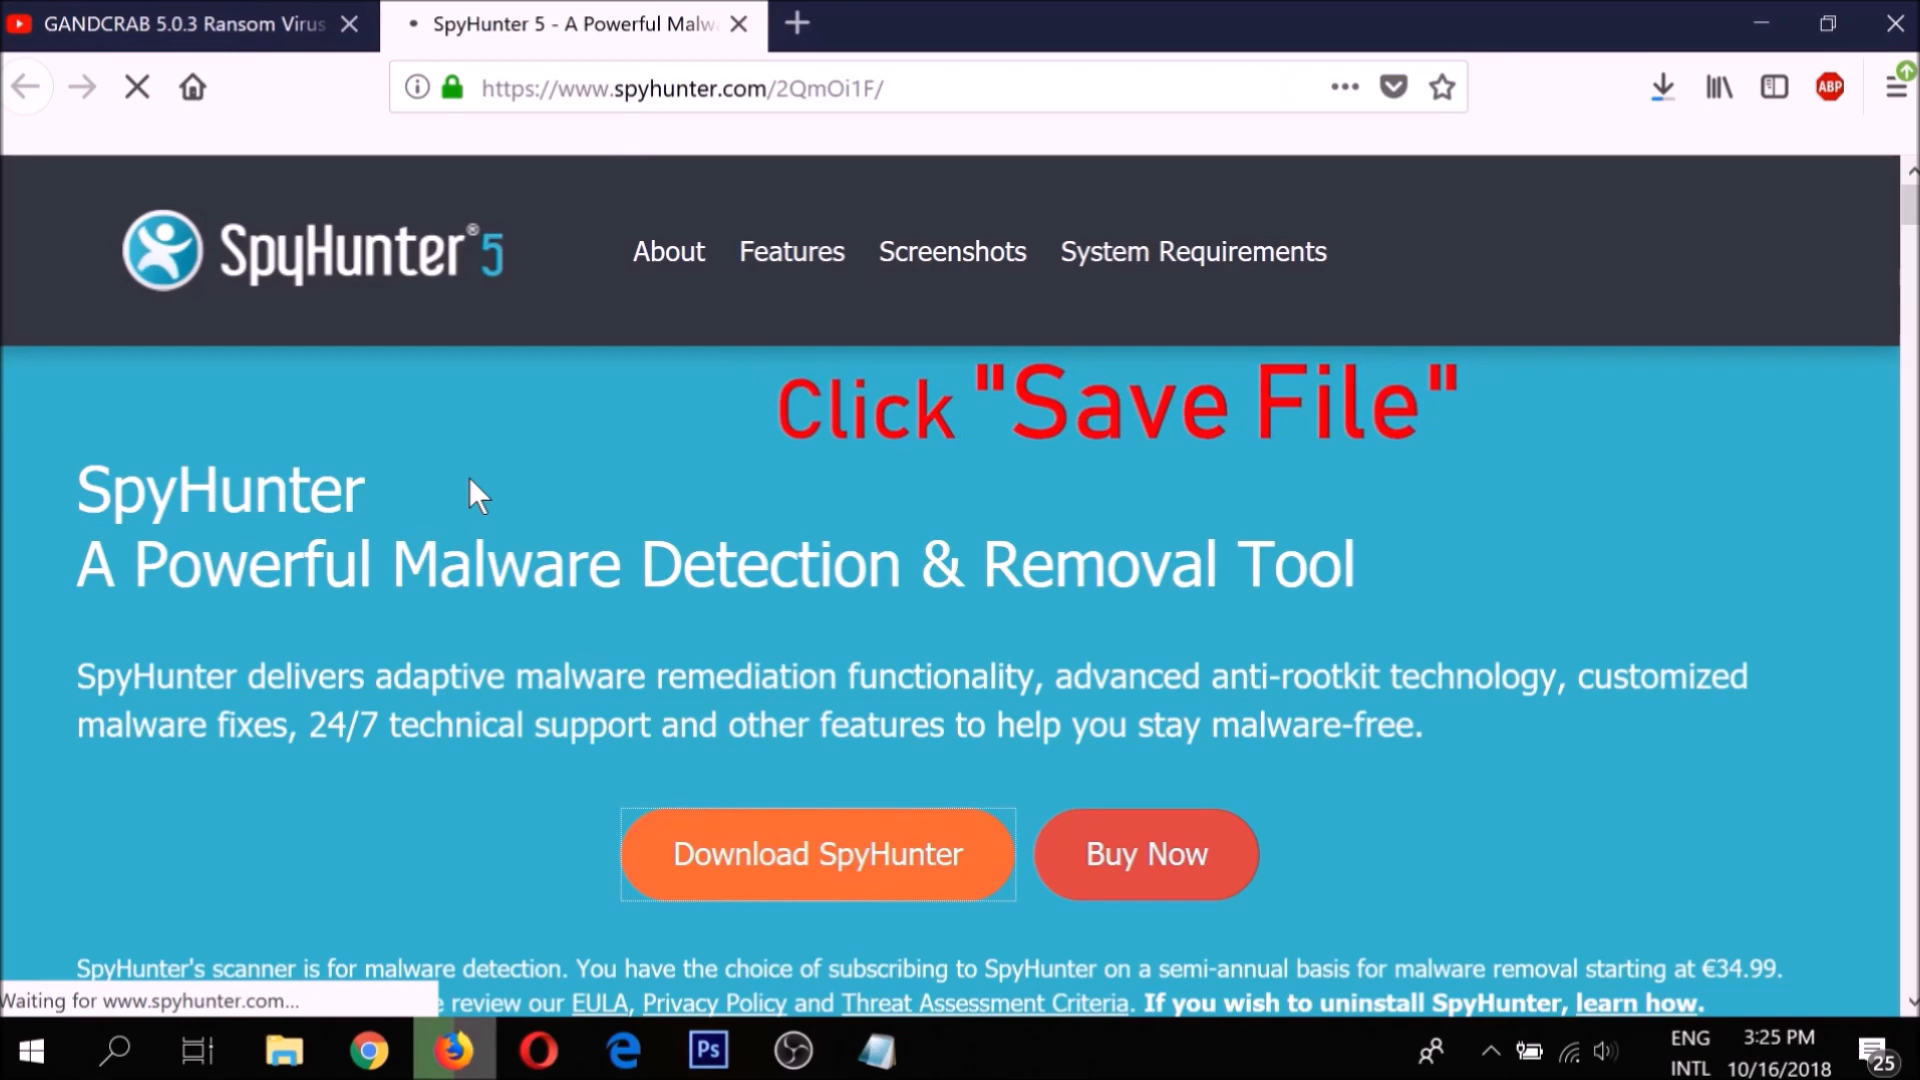 GANDCRAB 5.0.3 Ransom Virus
SpyHunter 5 - A Powerful Malw
https://www.spyhunter.com/2QmOi1F/
ABP
SpyHunter® 5
About Features Screenshots System Requirements
Click "Save File"
SpyHunter
A Powerful Malware Detection & Removal Tool
SpyHunter delivers adaptive malware remediation functionality, advanced anti-rootkit technology, customized
malware fixes, 24/7 technical support and other features to help you stay malware-free.
Download SpyHunter Buy Now
SpyHunter's scanner is for malware detection. You have the choice of subscribing to SpyHunter on a semi-annual basis for malware removal starting at €34.99.
Waiting for www.spyhunter.com... e review our EULA, Privacy Policy and Threat Assessment Criteria. If you wish to uninstall SpyHunter, learn how.
Ps
ENG 3:25 PM
INTL 10/16/2018 25